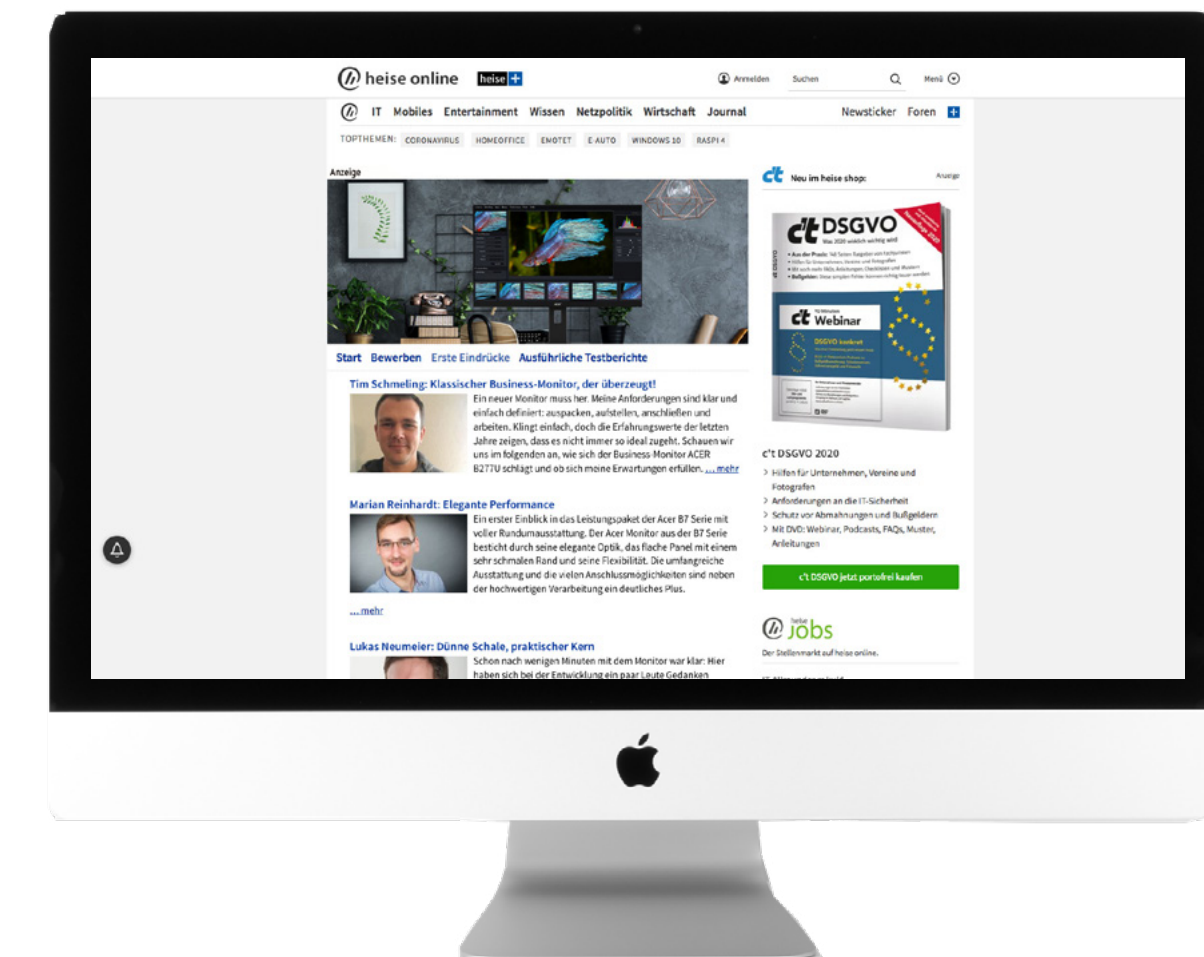 heise online heise +
Anmelden Suchen Menü
IT Mobiles Entertainment Wissen Netzpolitik Wirtschaft Journal Newsticker Foren +
TOPTHEMEN: CORONAVIRUS HOMEOFFICE EMOTET E-AUTO WINDOWS 10 RASPI 4
Anzeige
Start Bewerben Erste Eindrücke Ausführliche Testberichte
Tim Schmeling: Klassischer Business-Monitor, der überzeugt!
Ein neuer Monitor muss her. Meine Anforderungen sind klar und
einfach definiert: auspacken, aufstellen, anschließen und
arbeiten. Klingt einfach, doch die Erfahrungswerte der letzten
Jahre zeigen, dass es nicht immer so ideal zugeht. Schauen wir
uns im folgenden an, wie sich der Business-Monitor ACER
B277U schlägt und ob sich meine Erwartungen erfüllen. ... mehr
Marian Reinhardt: Elegante Performance
Ein erster Einblick in das Leistungspaket der Acer B7 Serie mit
voller Rundumausstattung. Der Acer Monitor aus der B7 Serie
besticht durch seine elegante Optik, das flache Panel mit einem
sehr schmalen Rand und seine Flexibilität. Die umfangreiche
Ausstattung und die vielen Anschlussmöglichkeiten sind neben
der hochwertigen Verarbeitung ein deutliches Plus.
... mehr
Lukas Neumeier: Dünne Schale, praktischer Kern
Schon nach wenigen Minuten mit dem Monitor war klar: Hier
haben sich bei der Entwicklung ein paar Leute Gedanken
c't Neu im heise shop: Anzeige
c't DSGVO
Was 2020 wirklich wichtig wird
c't Webinar
DSGVO konkret
c't DSGVO 2020
> Hilfen für Unternehmen, Vereine und
Fotografen
> Anforderungen an die IT-Sicherheit
> Schutz vor Abmahnungen und Bußgeldern
> Mit DVD: Webinar, Podcasts, FAQs, Muster,
Anleitungen
c't DSGVO jetzt portofrei kaufen
heise jobs
Der Stellenmarkt auf heise online.